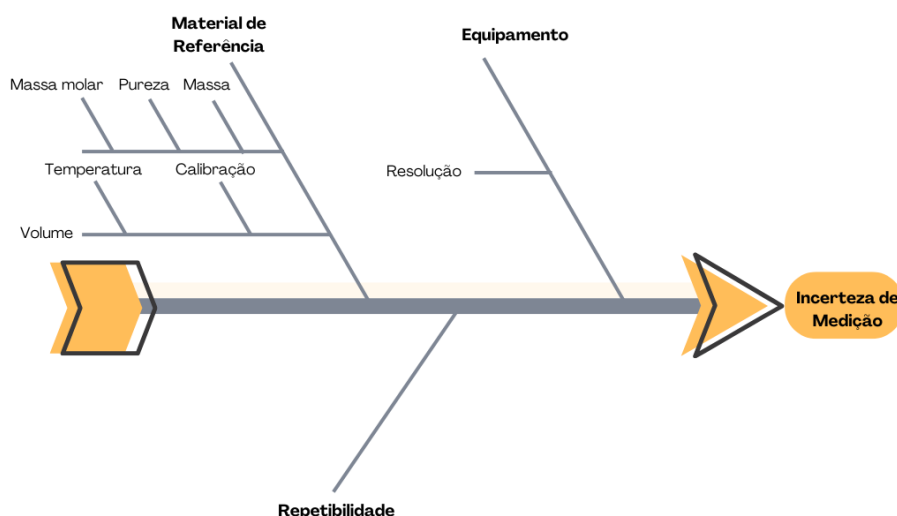 Material de
Referência
Equipamento
Massa molar
Pureza
Massa
Temperatura
Calibração
Resolução
Volume
Incerteza de
Medição
Repetibilidade